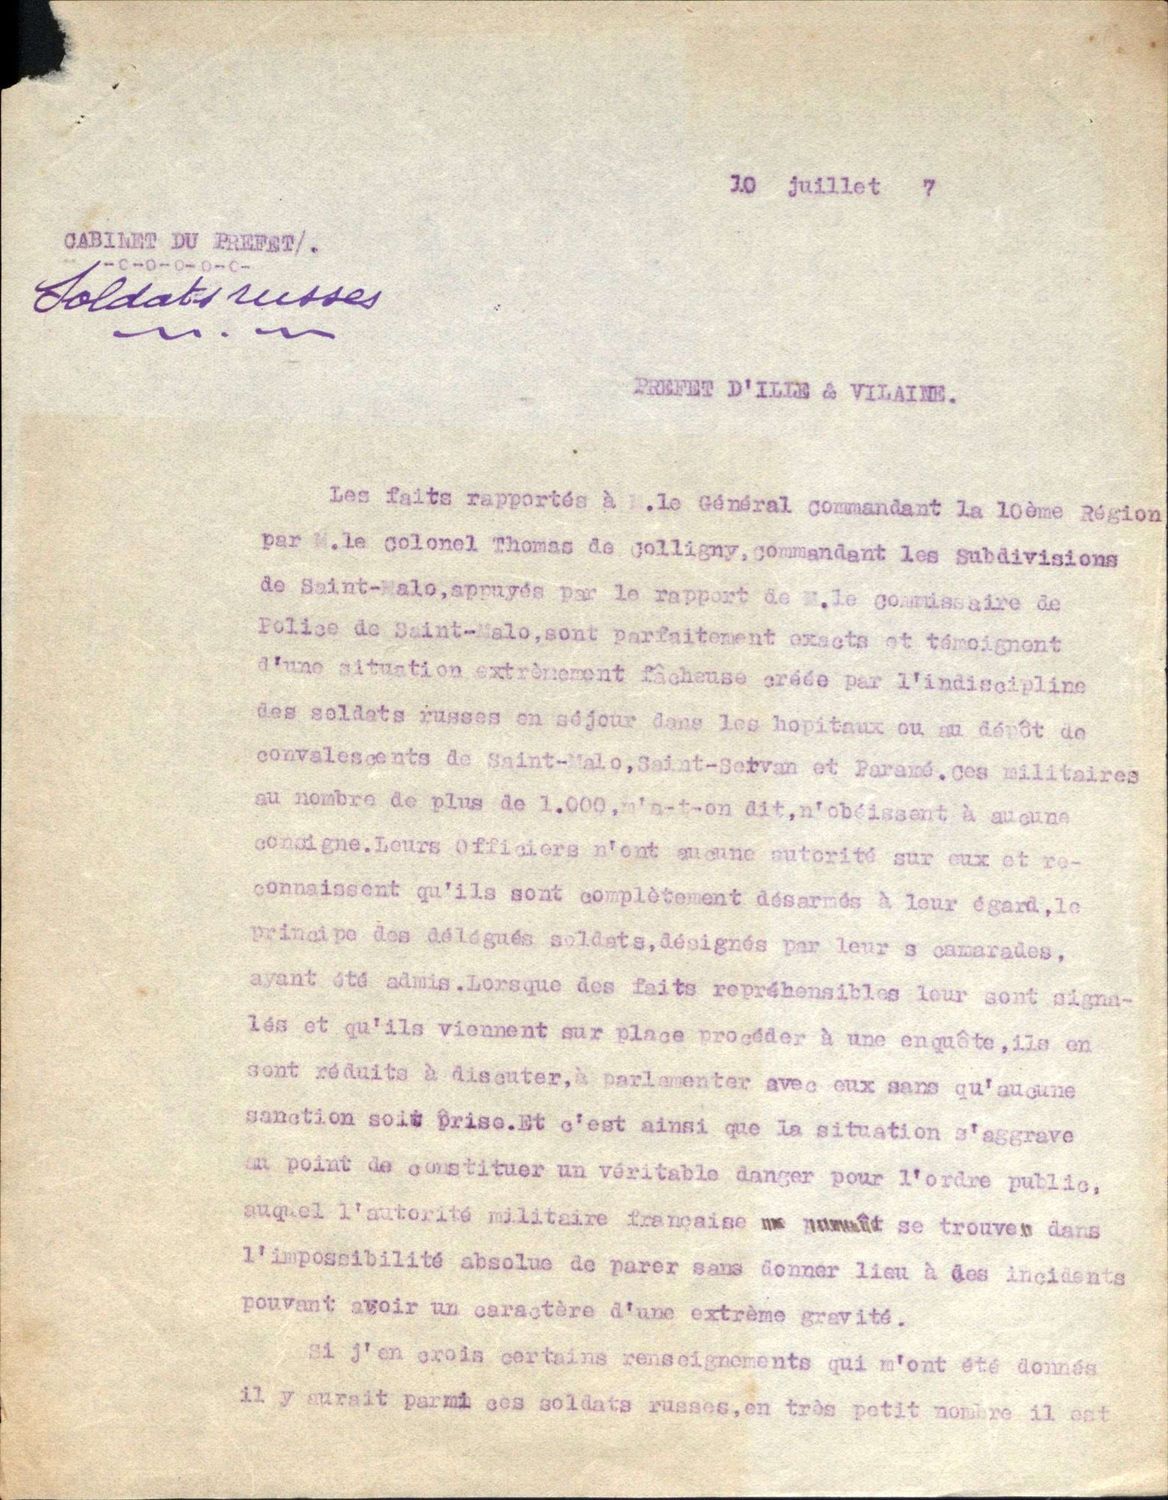 10 juillet 7
CABINET DU PREFET/.
-o-o-o-o-o-
Soldats russes
PREFET D'ILLE & VILAINE.
Les faits rapportés à M.le Général Commandant la 10ème Région
par M.le Colonel Thomas de Colligny,Commandant les Subdivisions
de Saint-Malo,appuyés par le rapport de M.le Commissaire de
Police de Saint-Malo,sont parfaitement exacts et témoignent
d'une situation extrèmement fâcheuse créée par l'indiscipline
des soldats russes en séjour dans les hopitaux ou au dépôt de
convalescents de Saint-Malo,Saint-Servan et Paramé.Ces militaires
au nombre de plus de 1.000,m'a-t-on dit,n'obéissent à aucune
consigne.Leurs Officiers n'ont aucune autorité sur eux et re-
connaissent qu'ils sont complètement désarmés à leur égard,le
principe des délégués soldats,désignés par leur s camarades,
ayant été admis.Lorsque des faits repréhensibles leur sont signa-
lés et qu'ils viennent sur place procéder à une enquête,ils en
sont réduits à discuter,à parlementer avec eux sans qu'aucune
sanction soit prise.Et c'est ainsi que la situation s'aggrave
au point de constituer un véritable danger pour l'ordre public,
auquel l'autorité militaire française se trouve dans
l'impossibilité absolue de parer sans donner lieu à des incidents
pouvant avoir un caractère d'une extrème gravité.
Si j'en crois certains renseignements qui m'ont été donnés
il y aurait parmi ces soldats russes,en très petit nombre il est